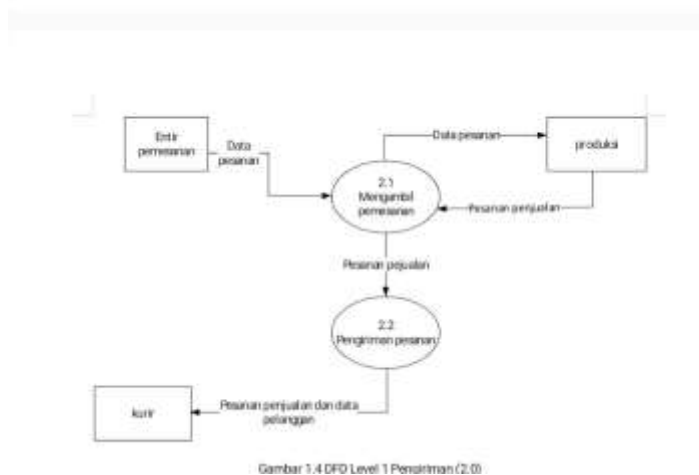 Entir
pemesanan
Data
pesanan
Data pesanan
produksi
2.1
Mengambil
pemesanan
Pesanan penjualan
Pesanan pejualan
2.2
Pengiriman pesanan
kurir
Pesanan penjualan dan data
pelanggan
Gambar 1.4 DFD Level 1 Pengiriman (2.0)